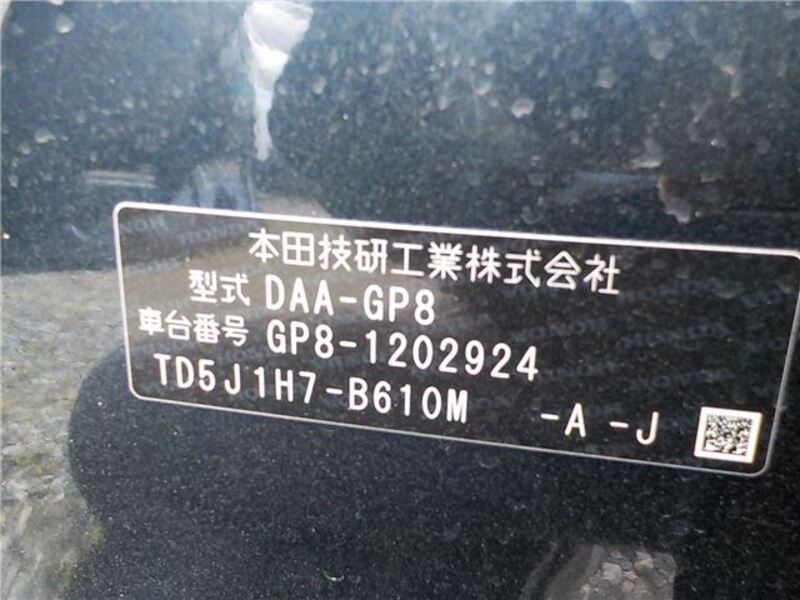 本田技研工業株式会社
型式 DAA-GP8
車台番号 GP8-1202924
TD5J1H7-B610M -A -J